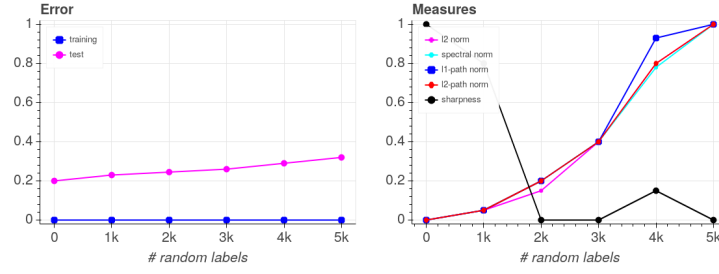 Error
1
0.8
0.6
0.4
0.2
0
training
test
0
1k
2k
3k
4k
5k
# random labels
Measures
1
0.8
0.6
0.4
0.2
0
l2 norm
spectral norm
l1-path norm
l2-path norm
sharpness
0
1k
2k
3k
4k
5k
# random labels